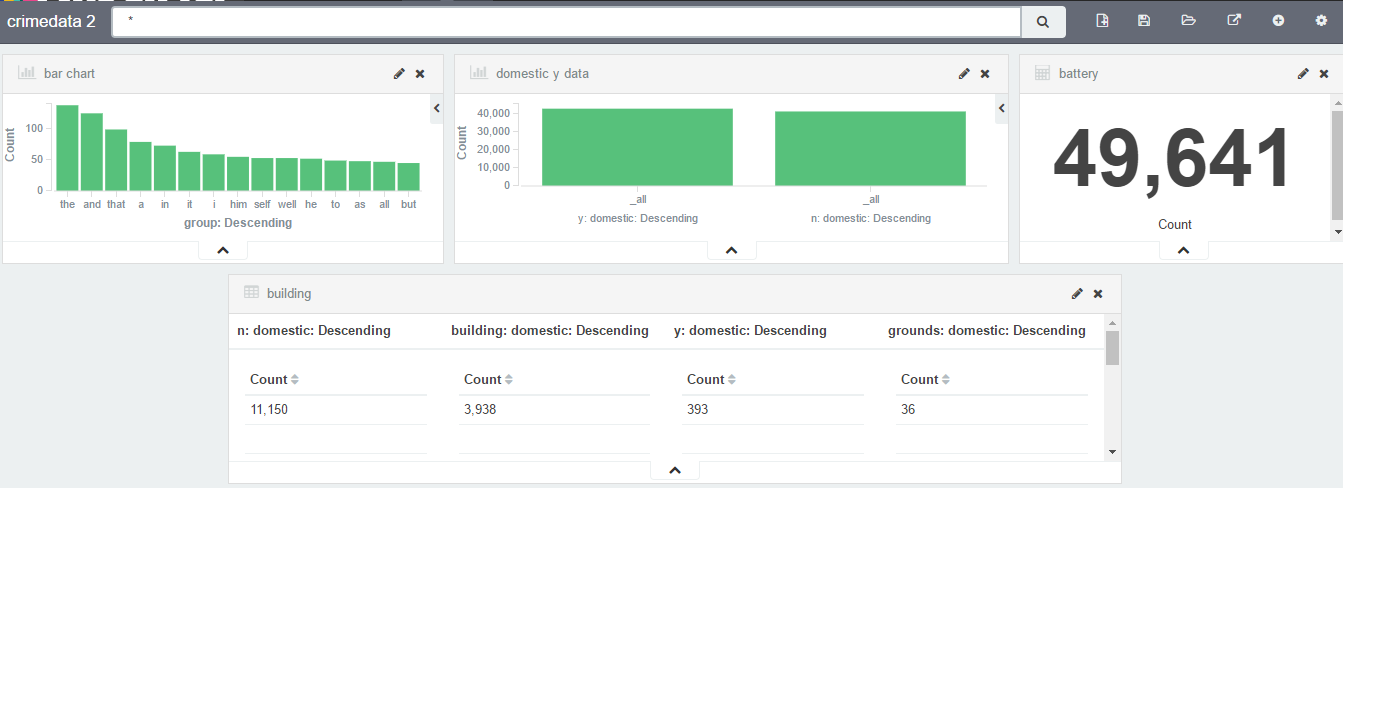 crimedata 2
*
bar chart
Count
100
50
0
the and that a in it i him self well he to as all but
group: Descending
domestic y data
Count
40,000
30,000
20,000
10,000
0
_all _all
y: domestic: Descending n: domestic: Descending
battery
49,641
Count
building
n: domestic: Descending building: domestic: Descending y: domestic: Descending grounds: domestic: Descending
Count Count Count Count
11,150 3,938 393 36